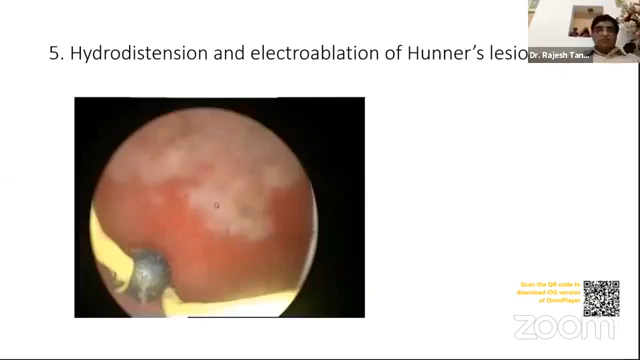 5. Hydrodistension and electroablation of Hunner's lesio
Dr. Rajesh Tan...
Scan the QR code to
download iOS version
of OmniPlayer
zoom